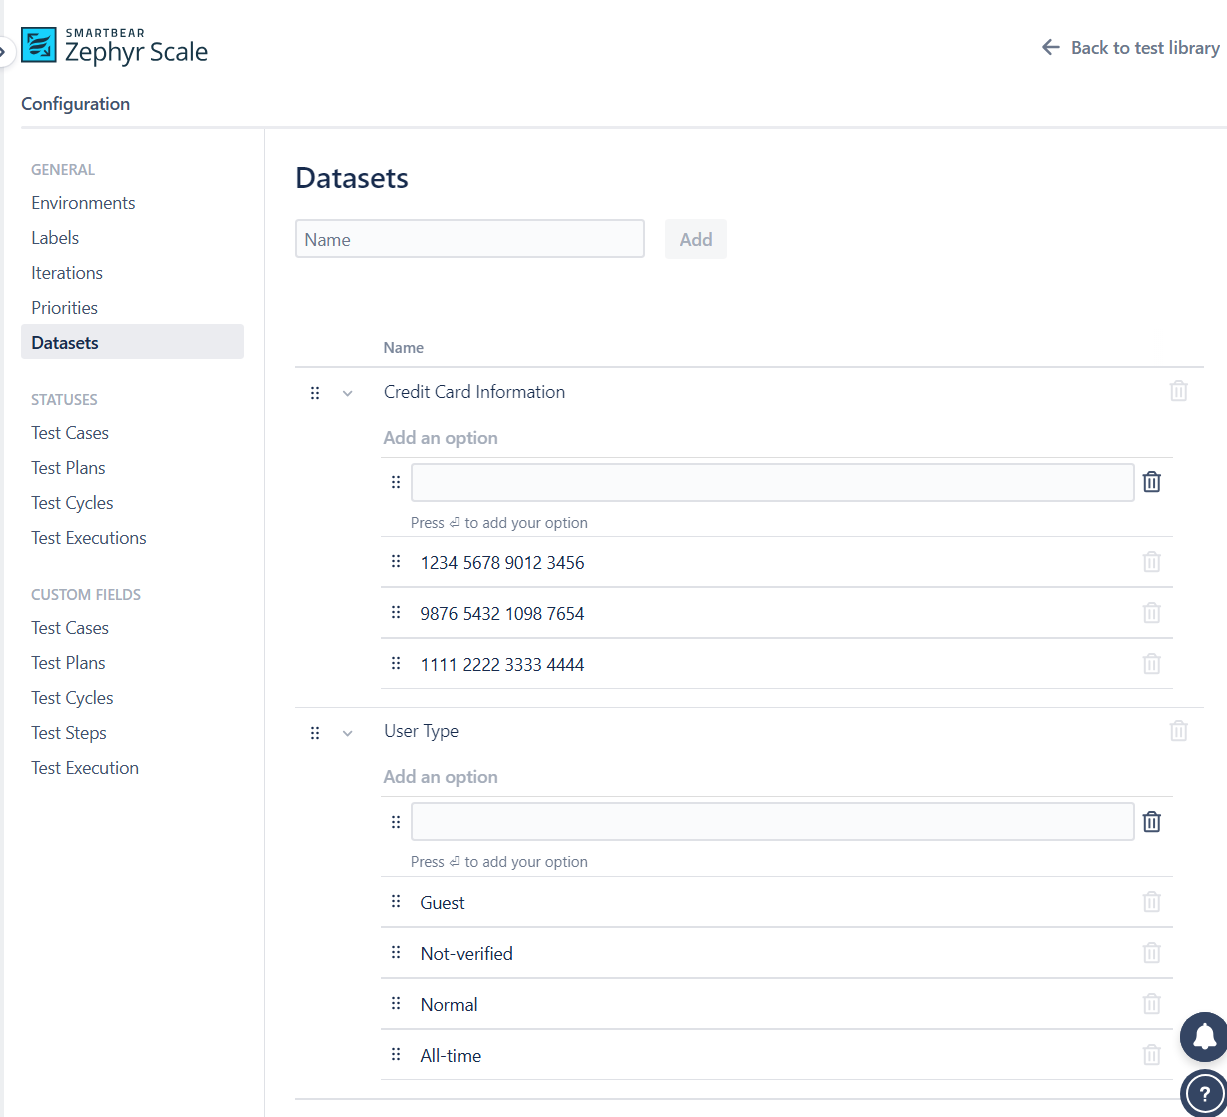 SMARTBEAR
Zephyr Scale
Back to test library
Configuration
GENERAL
Environments
Labels
Iterations
Priorities
Datasets
STATUSES
Test Cases
Test Plans
Test Cycles
Test Executions
CUSTOM FIELDS
Test Cases
Test Plans
Test Cycles
Test Steps
Test Execution
Datasets
Name
Add
Name
Credit Card Information
Add an option
Press ⏎ to add your option
1234 5678 9012 3456
9876 5432 1098 7654
1111 2222 3333 4444
User Type
Add an option
Press ⏎ to add your option
Guest
Not-verified
Normal
All-time
?